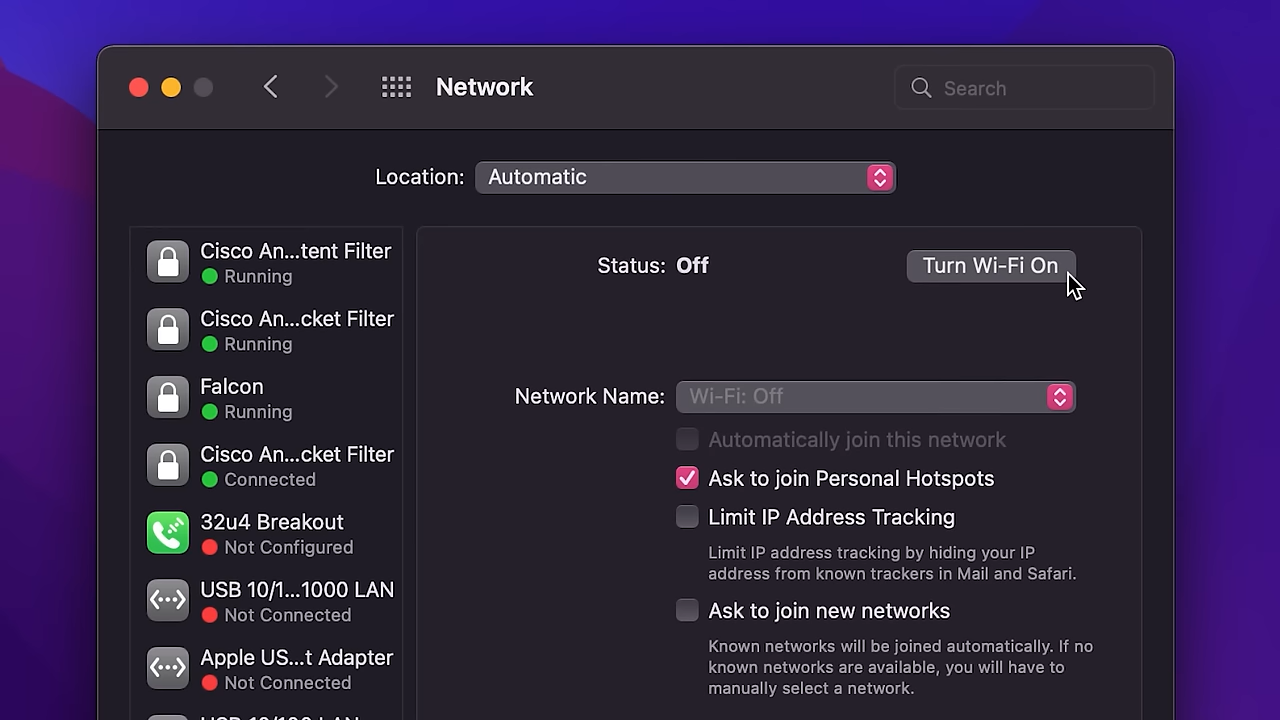 Network
Search
Location: Automatic
Cisco An...tent Filter
Running
Cisco An...cket Filter
Running
Falcon
Running
Cisco An...cket Filter
Connected
32u4 Breakout
Not Configured
USB 10/1...1000 LAN
Not Connected
Apple US...t Adapter
Not Connected
Status: Off
Turn Wi-Fi On
Network Name: Wi-Fi: Off
Automatically join this network
Ask to join Personal Hotspots
Limit IP Address Tracking
Limit IP address tracking by hiding your IP
address from known trackers in Mail and Safari.
Ask to join new networks
Known networks will be joined automatically. If no
known networks are available, you will have to
manually select a network.